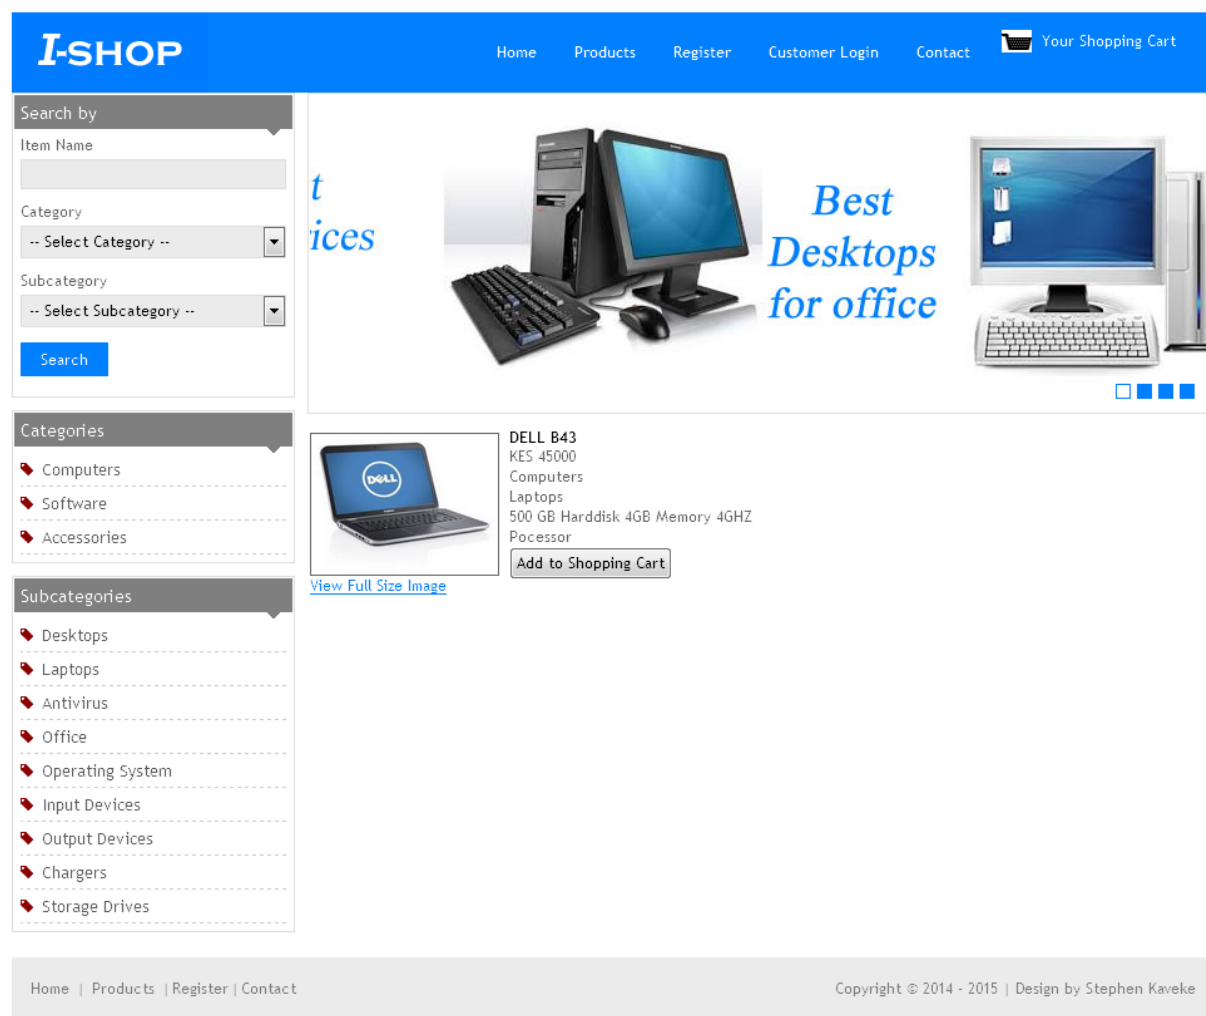 I-SHOP
Home
Products
Register
Customer Login
Contact
Your Shopping Cart
Search by
Item Name
Category
-- Select Category --
Subcategory
-- Select Subcategory --
Search
Best
Desktops
for office
Categories
Computers
Software
Accessories
Subcategories
Desktops
Laptops
Antivirus
Office
Operating System
Input Devices
Output Devices
Chargers
Storage Drives
DELL
DELL B43
KES 45000
Computers
Laptops
500 GB Harddisk 4GB Memory 4GHZ
Pocessor
Add to Shopping Cart
View Full Size Image
Home | Products | Register | Contact
Copyright © 2014 - 2015 | Design by Stephen Kaveke